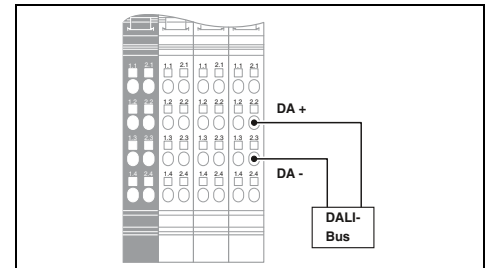 1.1 2.1 1.1 2.1 1.1 2.1 1.1 2.1
1.2 2.2 1.2 2.2 1.2 2.2 1.2 2.2
DA +
1.3 2.3 1.3 2.3 1.3 2.3 1.3 2.3
DA -
1.4 2.4 1.4 2.4 1.4 2.4 1.4 2.4
DALI-
Bus